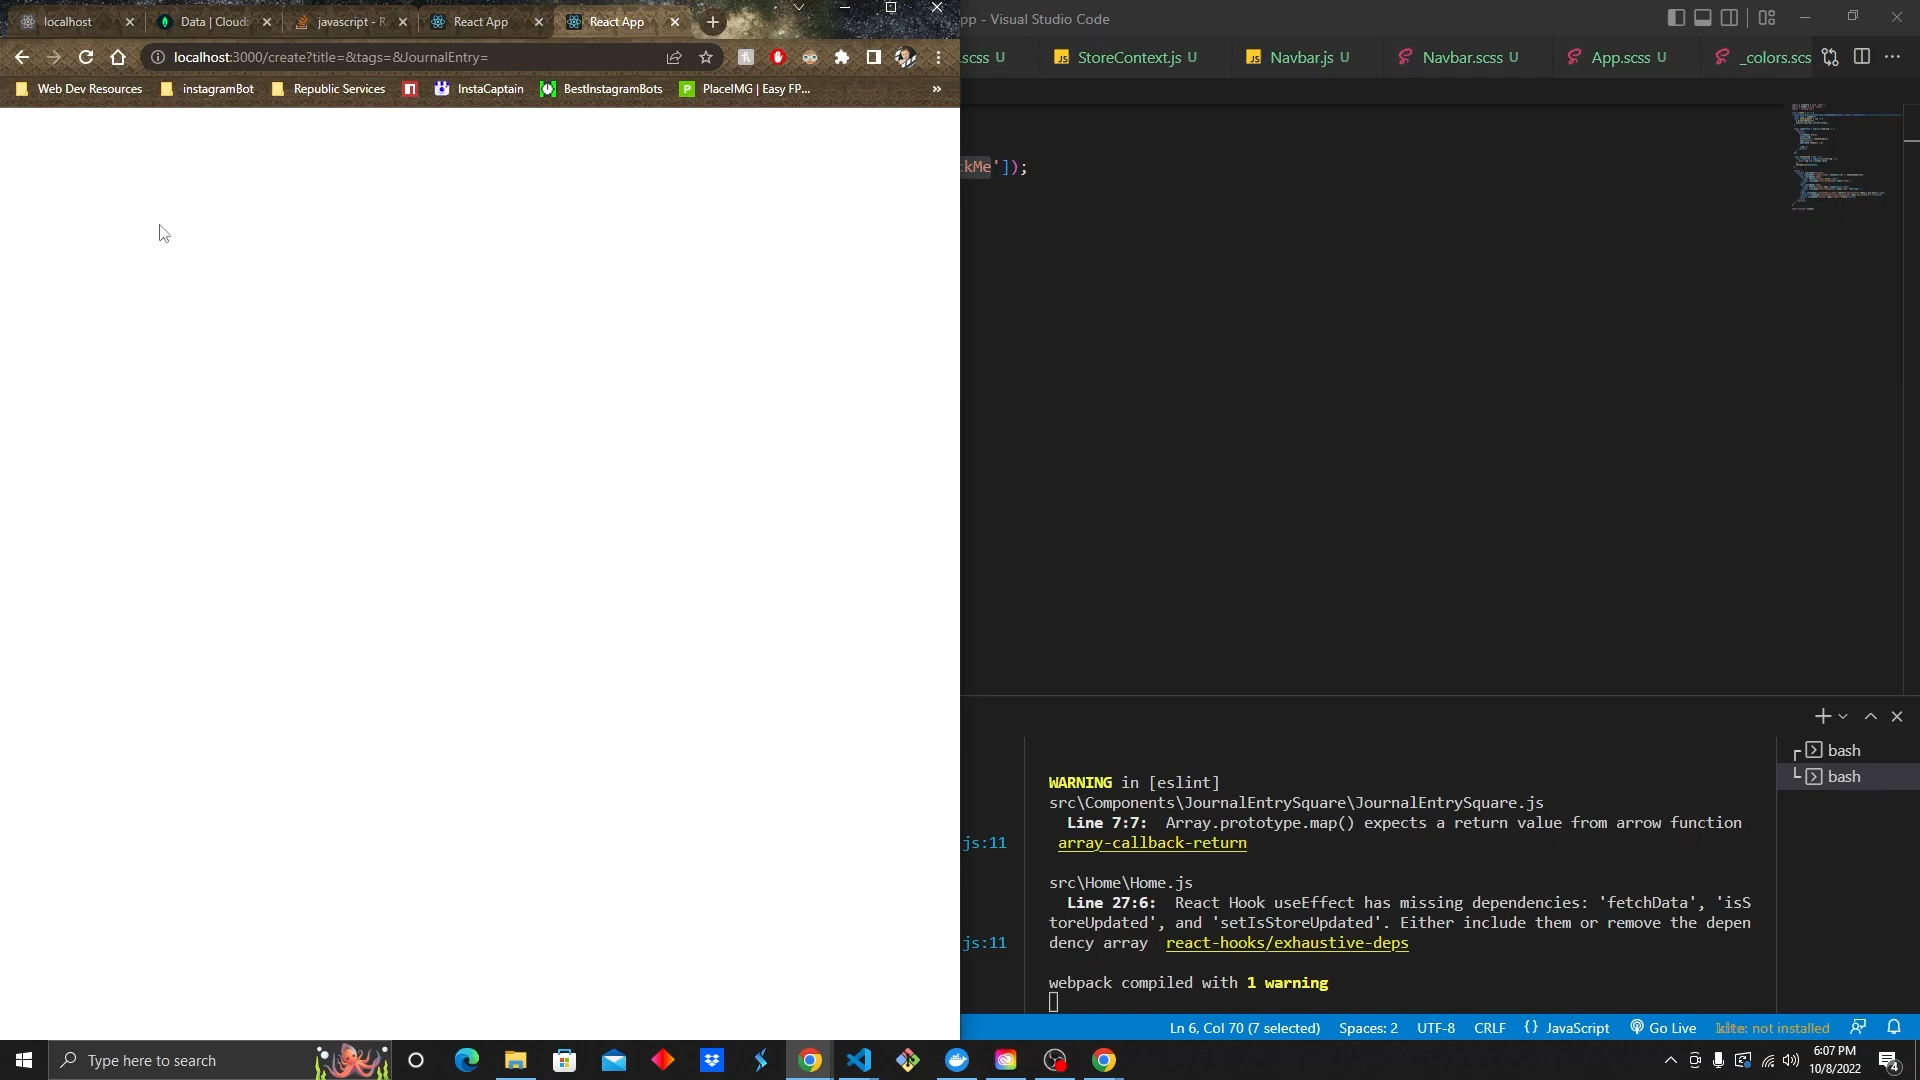 localhost
Data | Clouds
javascript - R
React App
React App
localhost:3000/create?title=&tags=&JournalEntry=
Web Dev Resources
instagramBot
Republic Services
InstaCaptain
BestInstagramBots
PlaceIMG | Easy FP...
»
pp - Visual Studio Code
.scss U
StoreContext.js U
Navbar.js U
Navbar.scss U
App.scss U
_colors.scs
kMe']);
bash
bash
js:11
js:11
WARNING in [eslint]
src\Components\JournalEntrySquare\JournalEntrySquare.js
Line 7:7: Array.prototype.map() expects a return value from arrow function
array-callback-return
src\Home\Home.js
Line 27:6: React Hook useEffect has missing dependencies: 'fetchData', 'isS
toreUpdated', and 'setIsStoreUpdated'. Either include them or remove the depen
dency array react-hooks/exhaustive-deps
webpack compiled with 1 warning
Ln 6, Col 70 (7 selected)
Spaces: 2
UTF-8
CRLF
{ } JavaScript
Go Live
kite: not installed
Type here to search
6:07 PM
10/8/2022
4